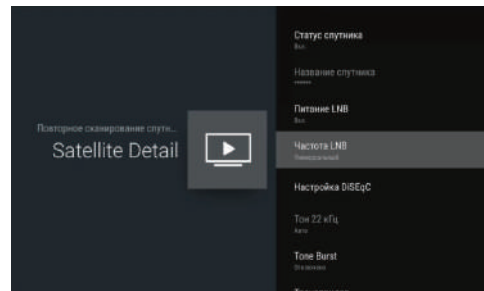 Повторное сканирование спутн...
Satellite Detail
Статус спутника
Вкл
Название спутника
Питание LNB
Вкл
Частота LNB
Универсальный
Настройка DiSEqC
Тон 22 кГц
Авто
Tone Burst
Отключено